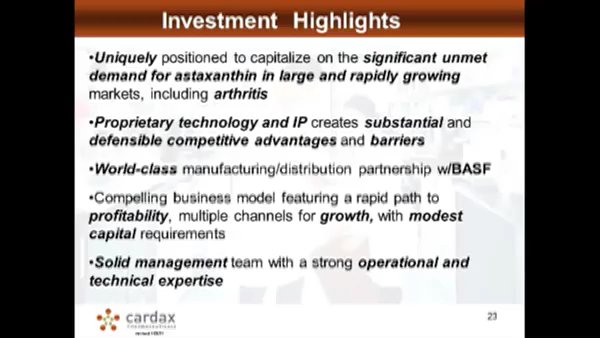 Investment Highlights
•Uniquely positioned to capitalize on the significant unmet
demand for astaxanthin in large and rapidly growing
markets, including arthritis
•Proprietary technology and IP creates substantial and
defensible competitive advantages and barriers
•World-class manufacturing/distribution partnership w/BASF
•Compelling business model featuring a rapid path to
profitability, multiple channels for growth, with modest
capital requirements
•Solid management team with a strong operational and
technical expertise
cardax
PHARMACEUTICALS
23